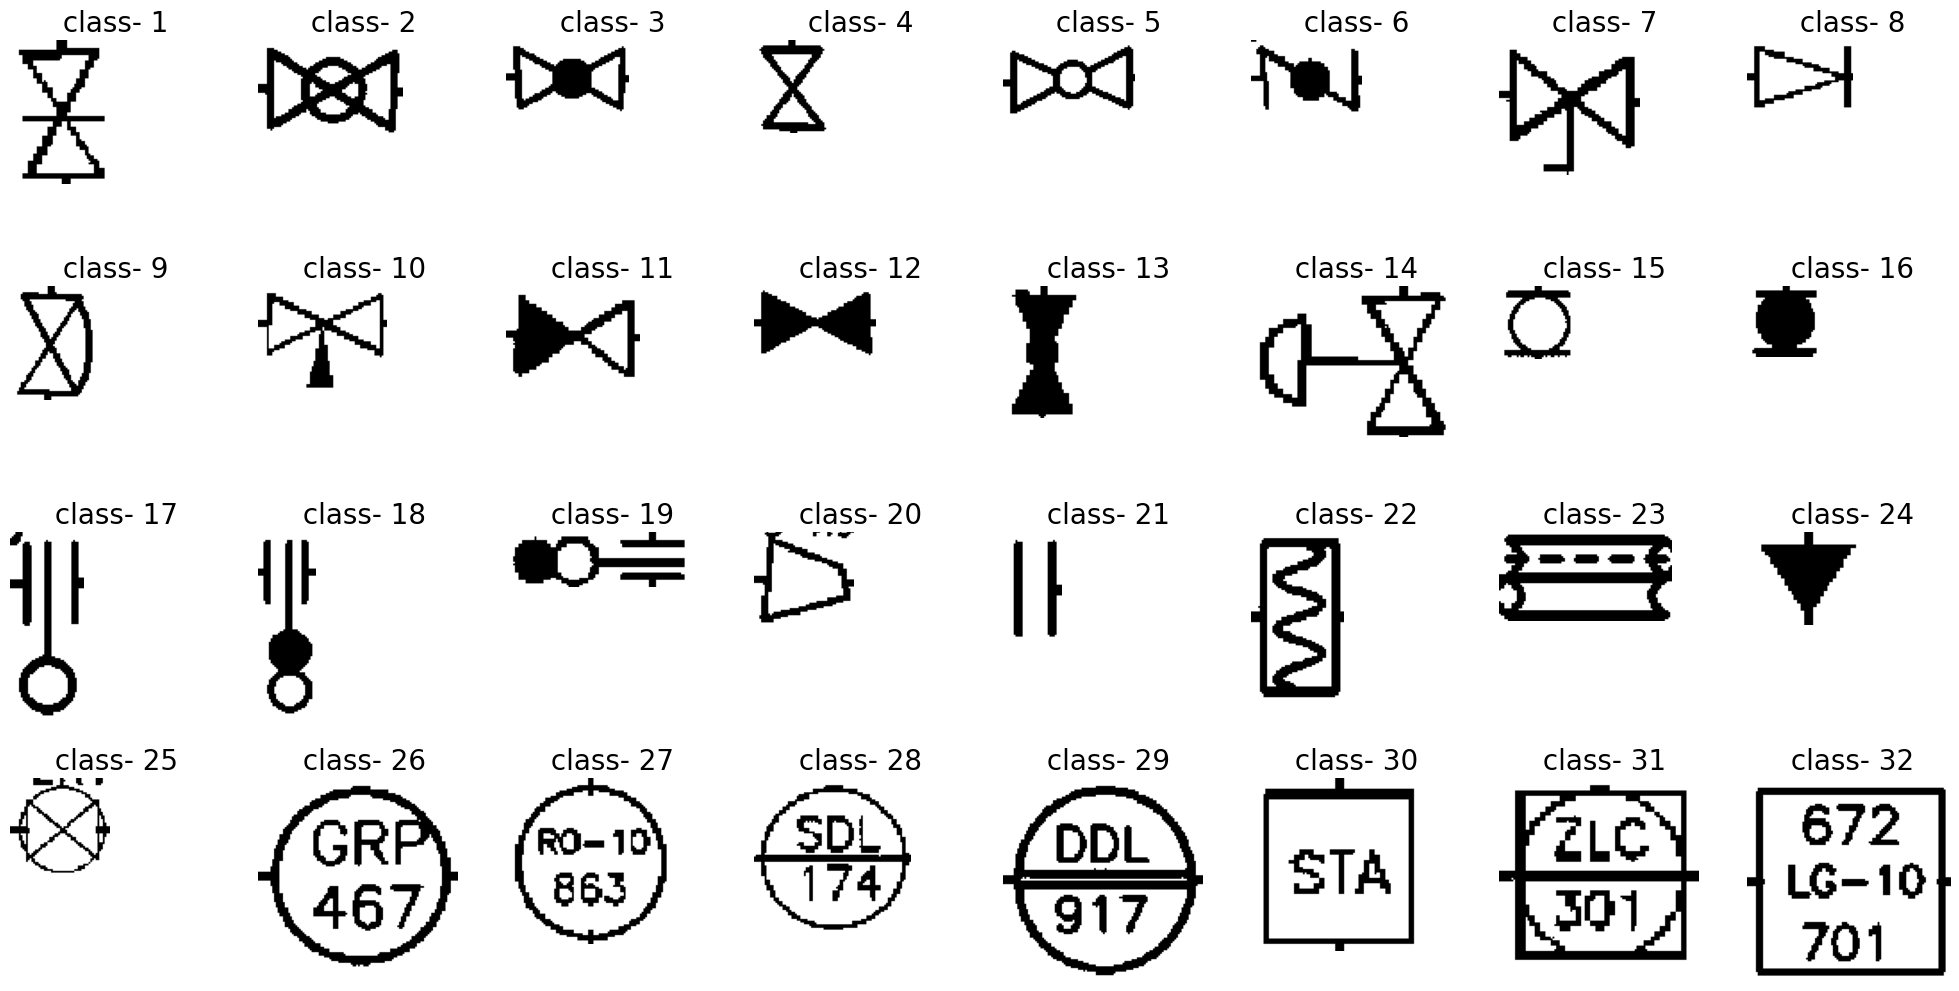 class- 1 class- 2 class- 3 class- 4 class- 5 class- 6 class- 7 class- 8
class- 9 class- 10 class- 11 class- 12 class- 13 class- 14 class- 15 class- 16
class- 17 class- 18 class- 19 class- 20 class- 21 class- 22 class- 23 class- 24
class- 25 class- 26 class- 27 class- 28 class- 29 class- 30 class- 31 class- 32
GRP
467
RO-10
863
SDL
174
DDL
917
STA
ZLC
301
672
LG-10
701